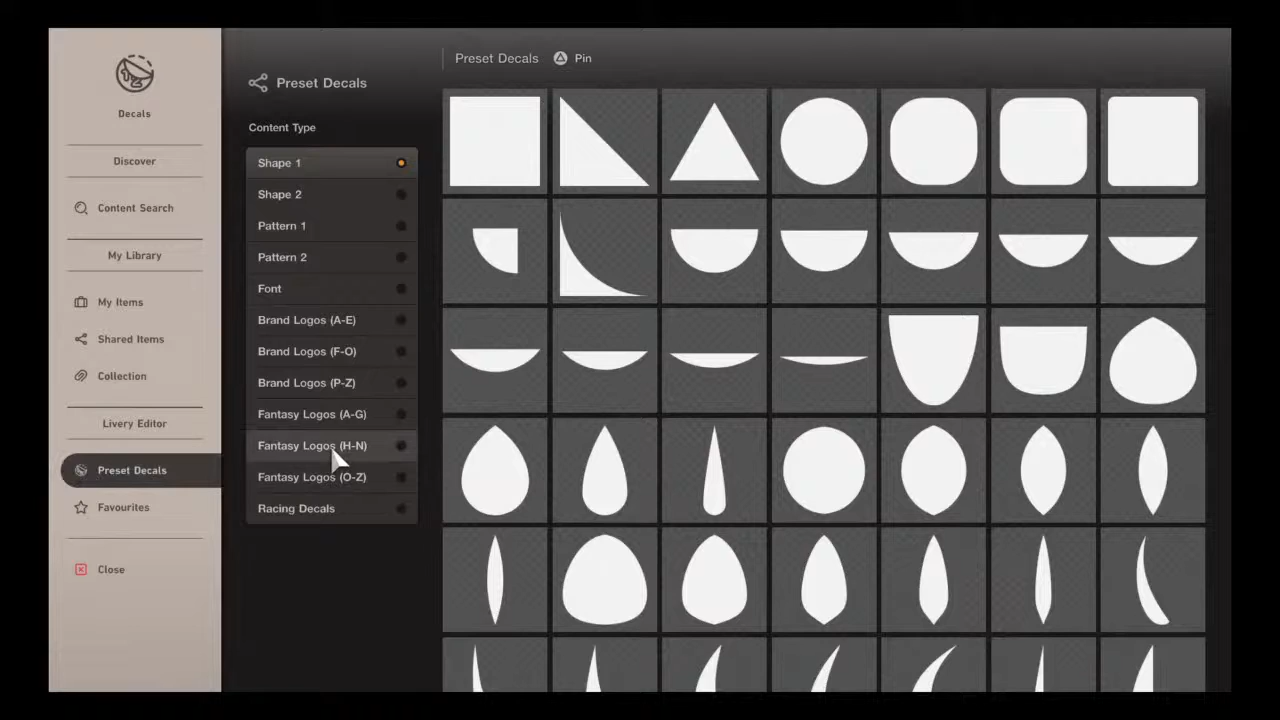 Decals
Discover
Content Search
My Library
My Items
Shared Items
Collection
Livery Editor
Preset Decals
Favourites
Close
Preset Decals
Content Type
Shape 1
Shape 2
Pattern 1
Pattern 2
Font
Brand Logos (A-E)
Brand Logos (F-O)
Brand Logos (P-Z)
Fantasy Logos (A-G)
Fantasy Logos (H-N)
Fantasy Logos (O-Z)
Racing Decals
Preset Decals Pin